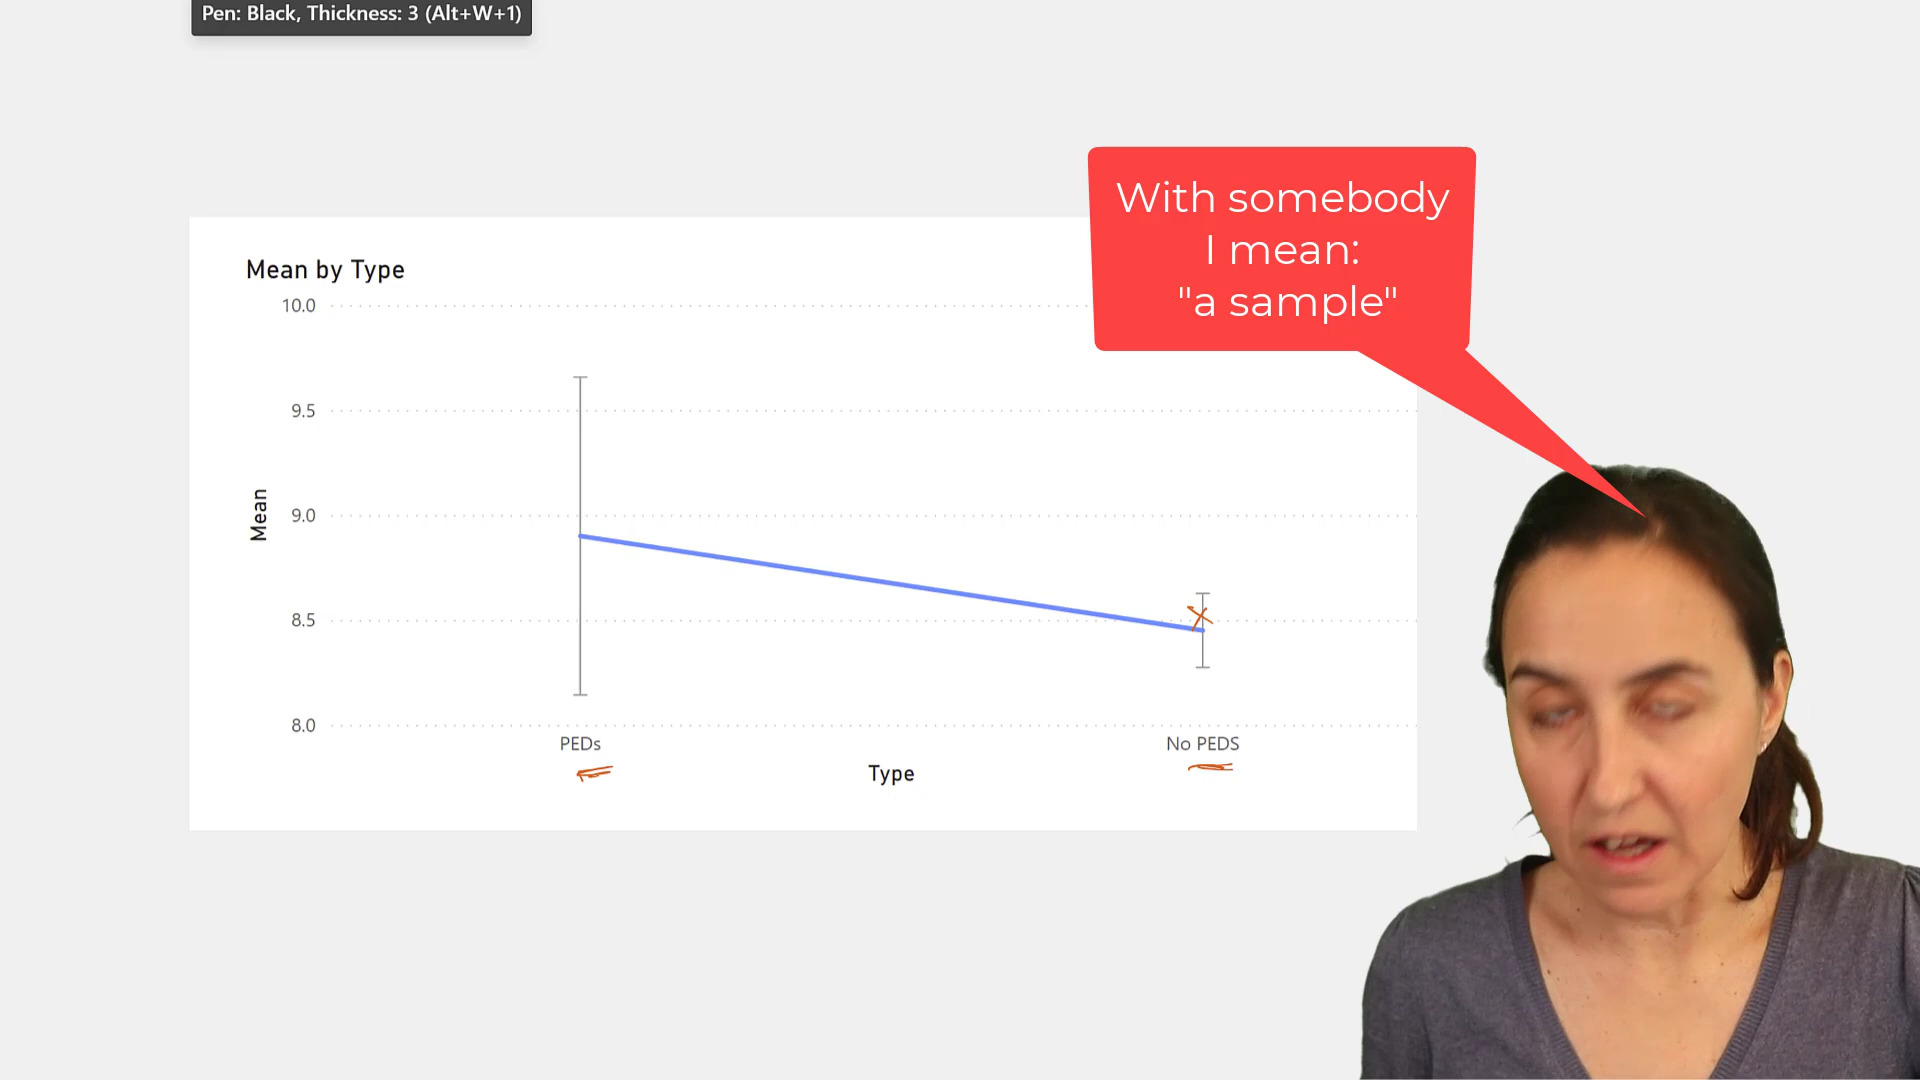 Pen: Black, Thickness: 3 (Alt+W+1)
With somebody
I mean:
"a sample"
Mean by Type
10.0
9.5
9.0
8.5
8.0
Mean
PEDs
No PEDS
Type